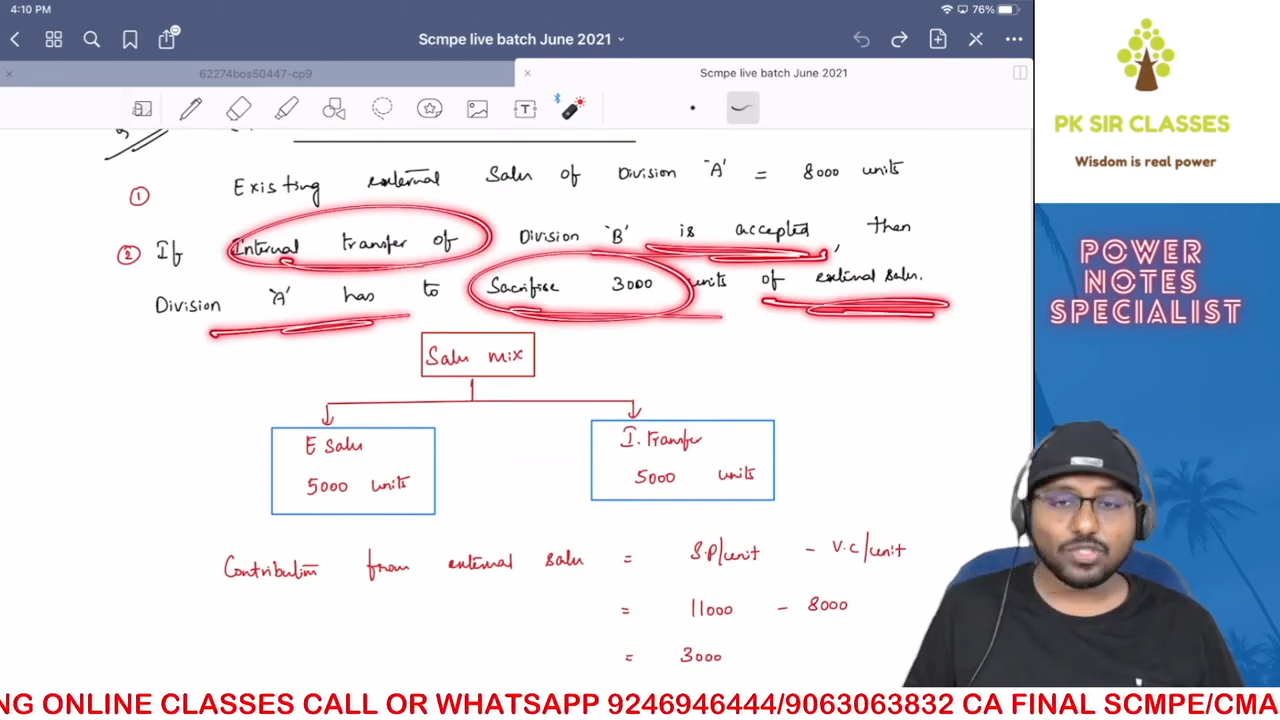 4:10 PM
76%
Scmpe live batch June 2021
62274bos50447-cp9
Scmpe live batch June 2021
T
PK SIR CLASSES
Wisdom is real power
① Existing external Sales of Division 'A' = 8000 units
② If Internal transfer of Division 'B' is accepted, then
Division 'A' has to Sacrifise 3000 units of external sales.
Sales mix
E Sales
5000 units
I. Transfer
5000 units
Contribution from external sales = S.P/unit - V.C/unit
= 11000 - 8000
= 3000
POWER
NOTES
SPECIALIST
NG ONLINE CLASSES CALL OR WHATSAPP 9246946444/9063063832 CA FINAL SCMPE/CMA